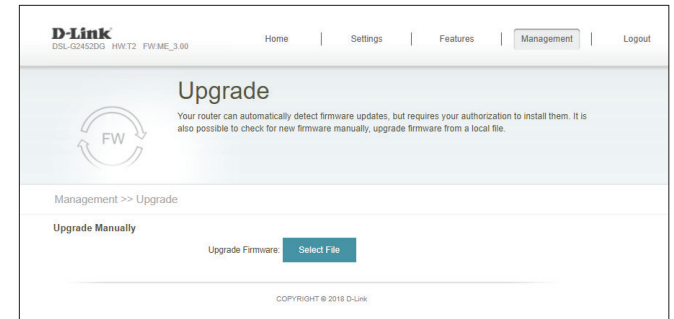 D-Link
DSL-G2452DG HW:T2 FW:ME_3.00
Home | Settings | Features | Management | Logout
Upgrade
Your router can automatically detect firmware updates, but requires your authorization to install them. It is
also possible to check for new firmware manually, upgrade firmware from a local file.
FW
Management >> Upgrade
Upgrade Manually
Upgrade Firmware: Select File
COPYRIGHT © 2018 D-Link